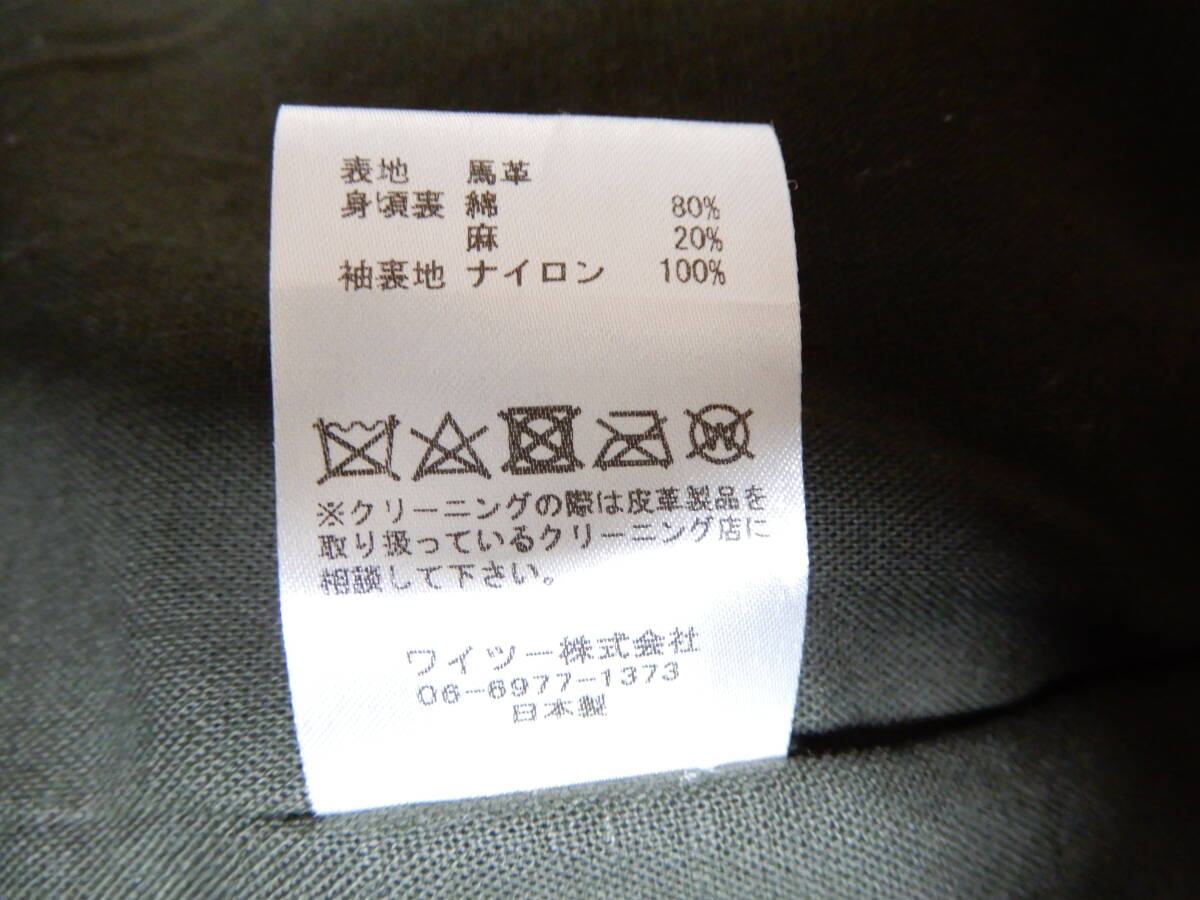 表地 馬革
身頃裏 綿 80%
麻 20%
袖裏地 ナイロン 100%
W
※クリーニングの際は皮革製品を
取り扱っているクリーニング店に
相談して下さい。
ワイツー株式会社
06-6977-1373
日本製